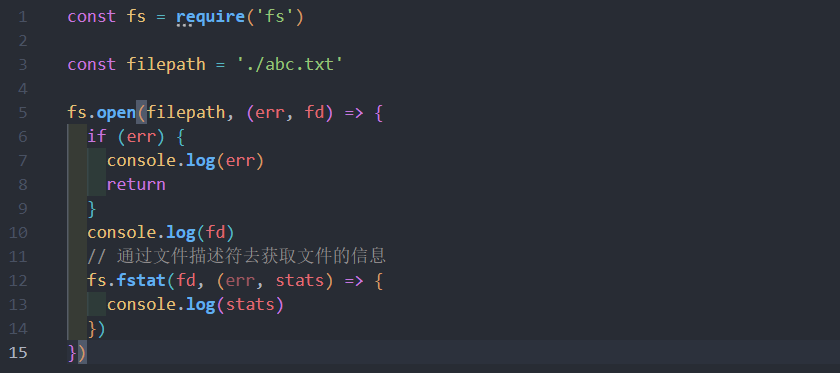 1 const fs = require('fs')
2
3 const filepath = './abc.txt'
4
5 fs.open(filepath, (err, fd) => {
6   if (err) {
7     console.log(err)
8     return
9   }
10   console.log(fd)
11   // 通过文件描述符去获取文件的信息
12   fs.fstat(fd, (err, stats) => {
13     console.log(stats)
14   })
15 })